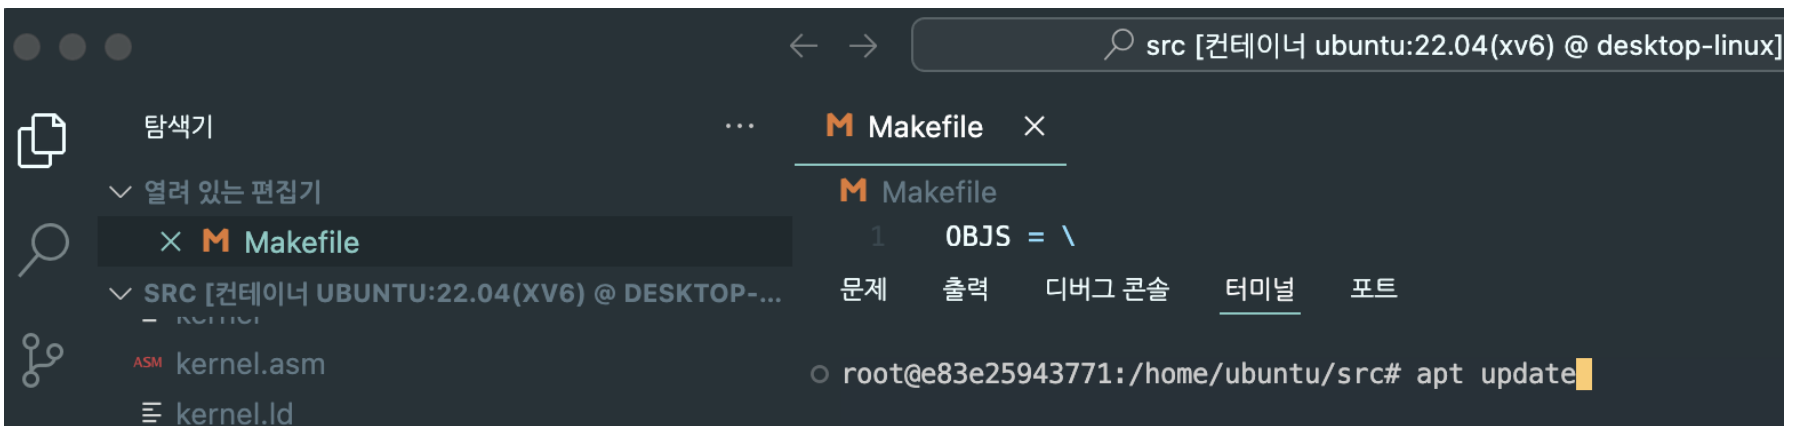 src [컨테이너 ubuntu:22.04(xv6) @ desktop-linux]
탐색기
열려 있는 편집기
M Makefile
SRC [컨테이너 UBUNTU:22.04(XV6) @ DESKTOP-...
kernel
ASM kernel.asm
kernel.ld
M Makefile
M Makefile
1 OBJS = \
문제 출력 디버그 콘솔 터미널 포트
root@e83e25943771:/home/ubuntu/src# apt update